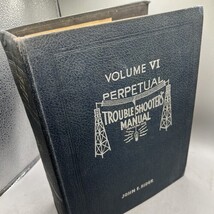 VOLUME VI
PERPETUAL
TROUBLE SHOOTER'S
MANUAL
JOHN F. RIDER